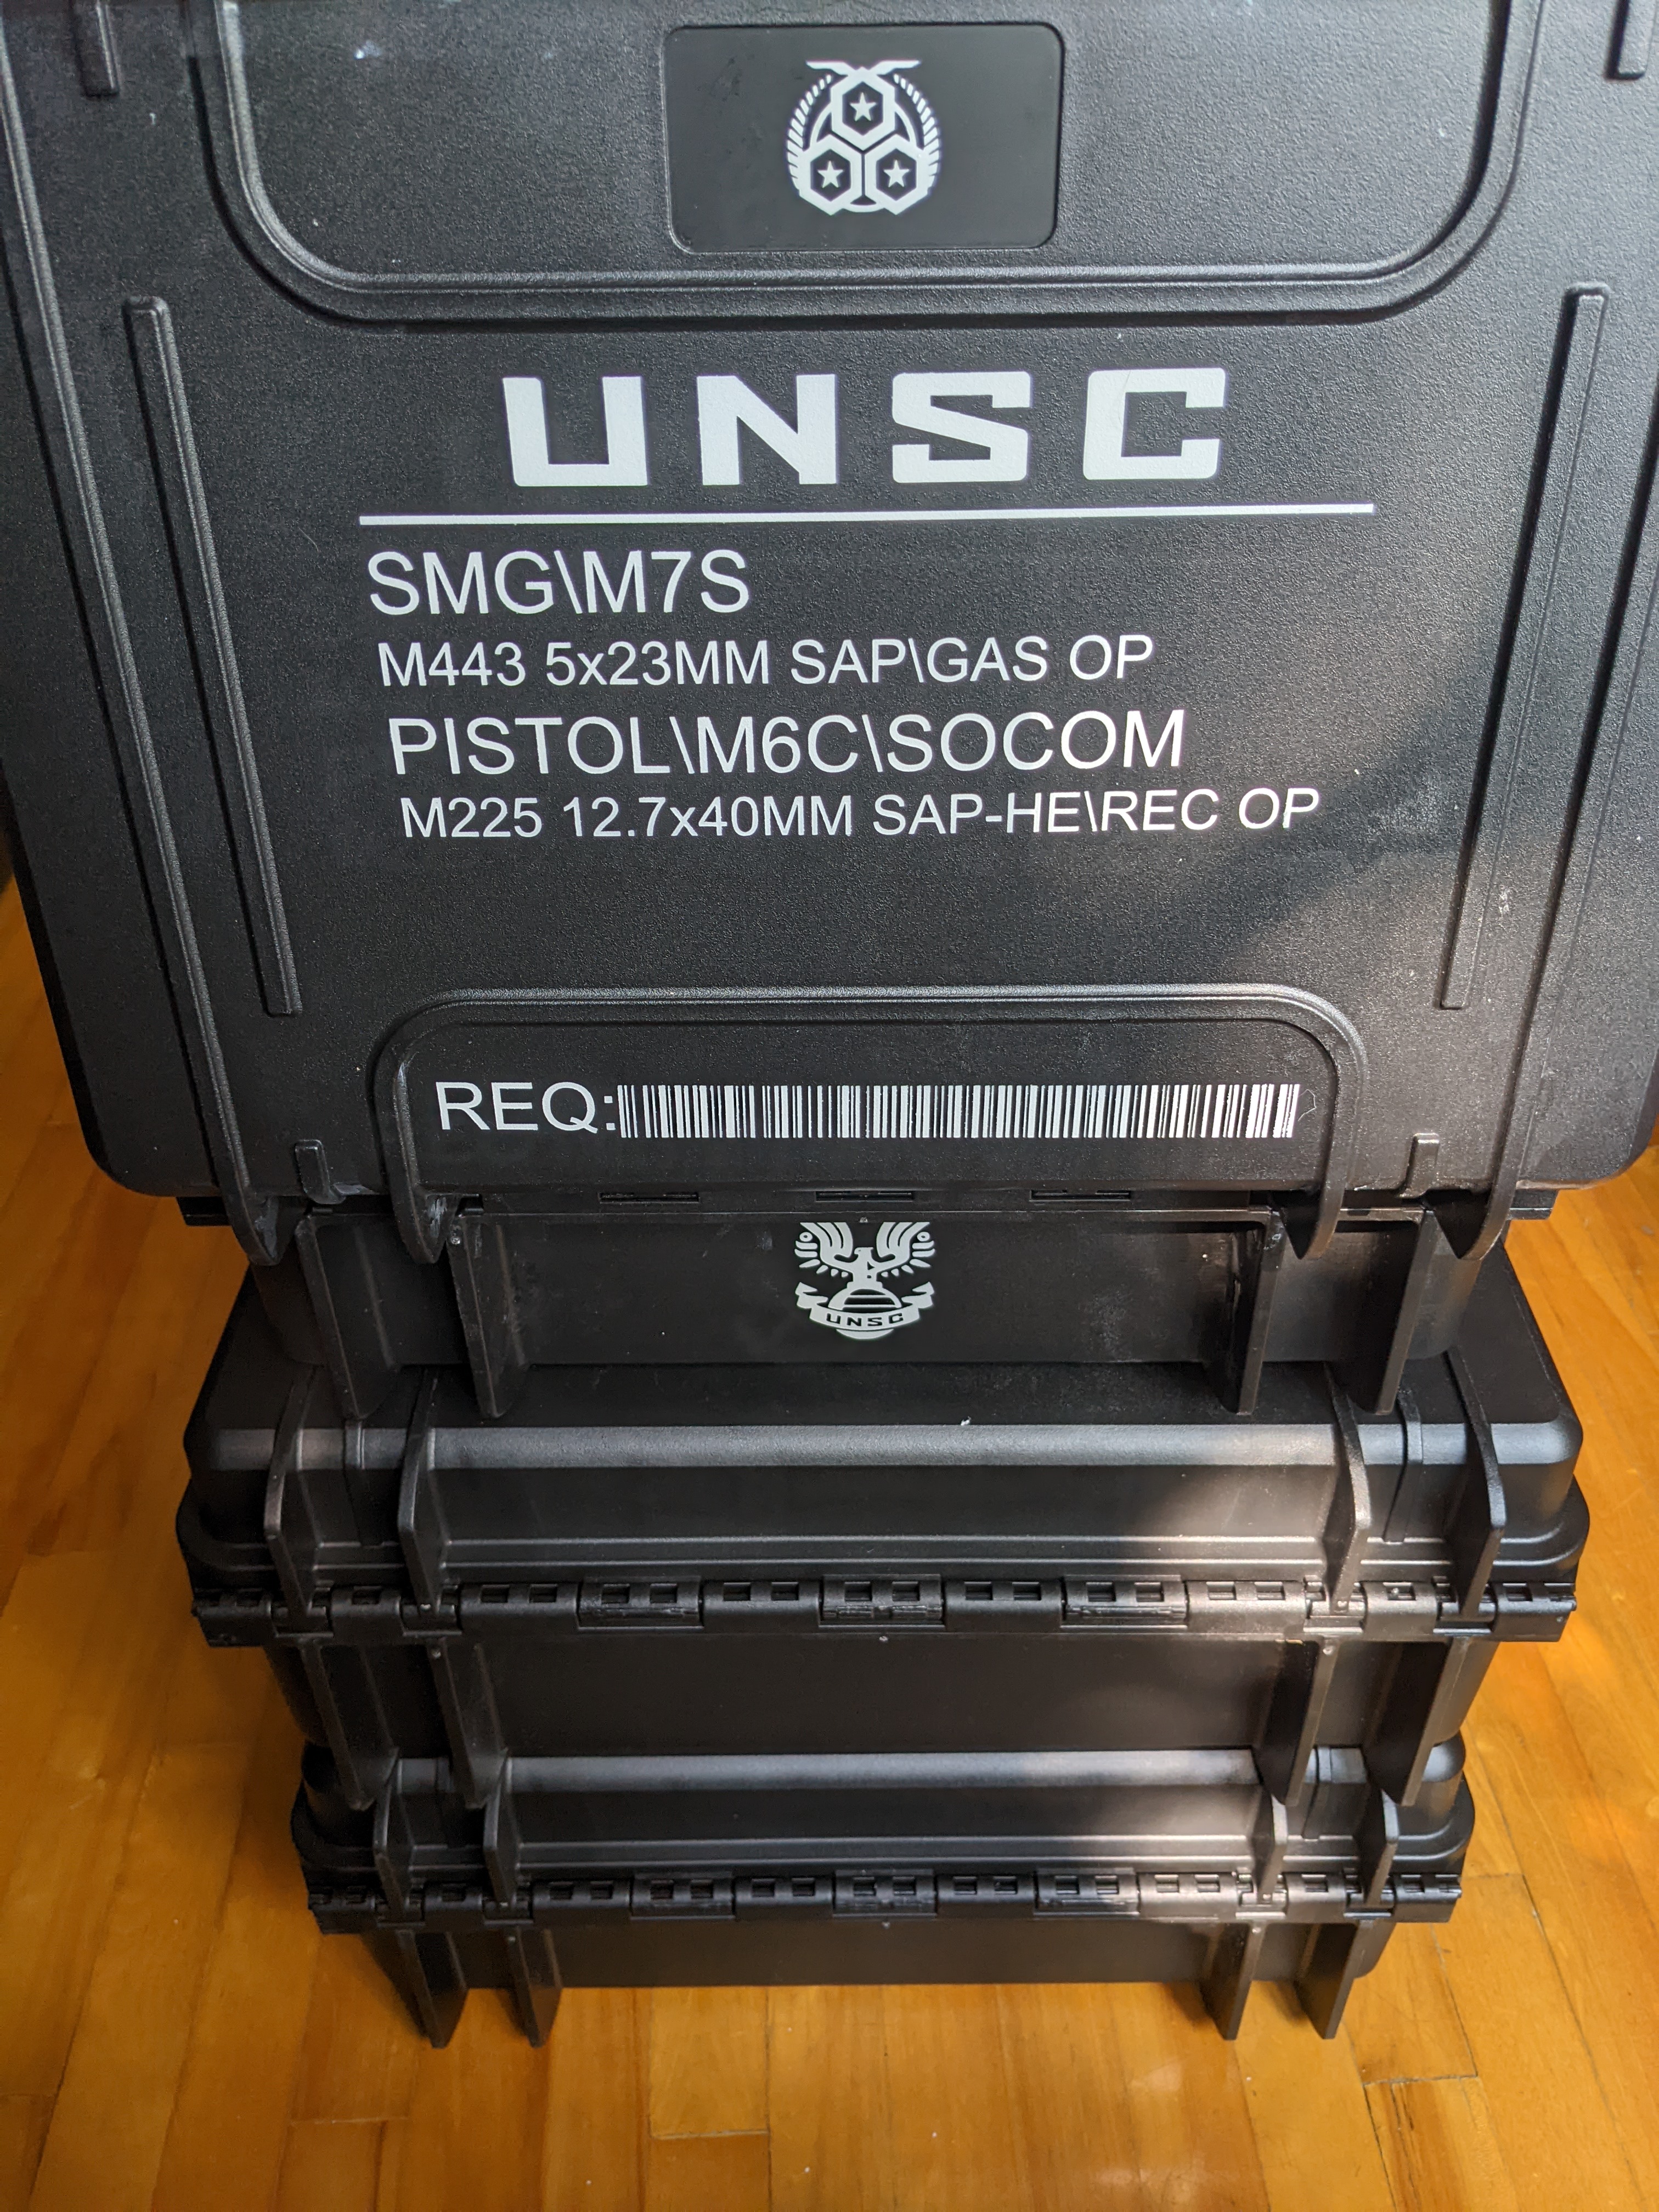 UNSC
SMG\M7S
M443 5x23MM SAP\GAS OP
PISTOL\M6C\SOCOM
M225 12.7x40MM SAP-HE\REC OP
REQ:
UNSC